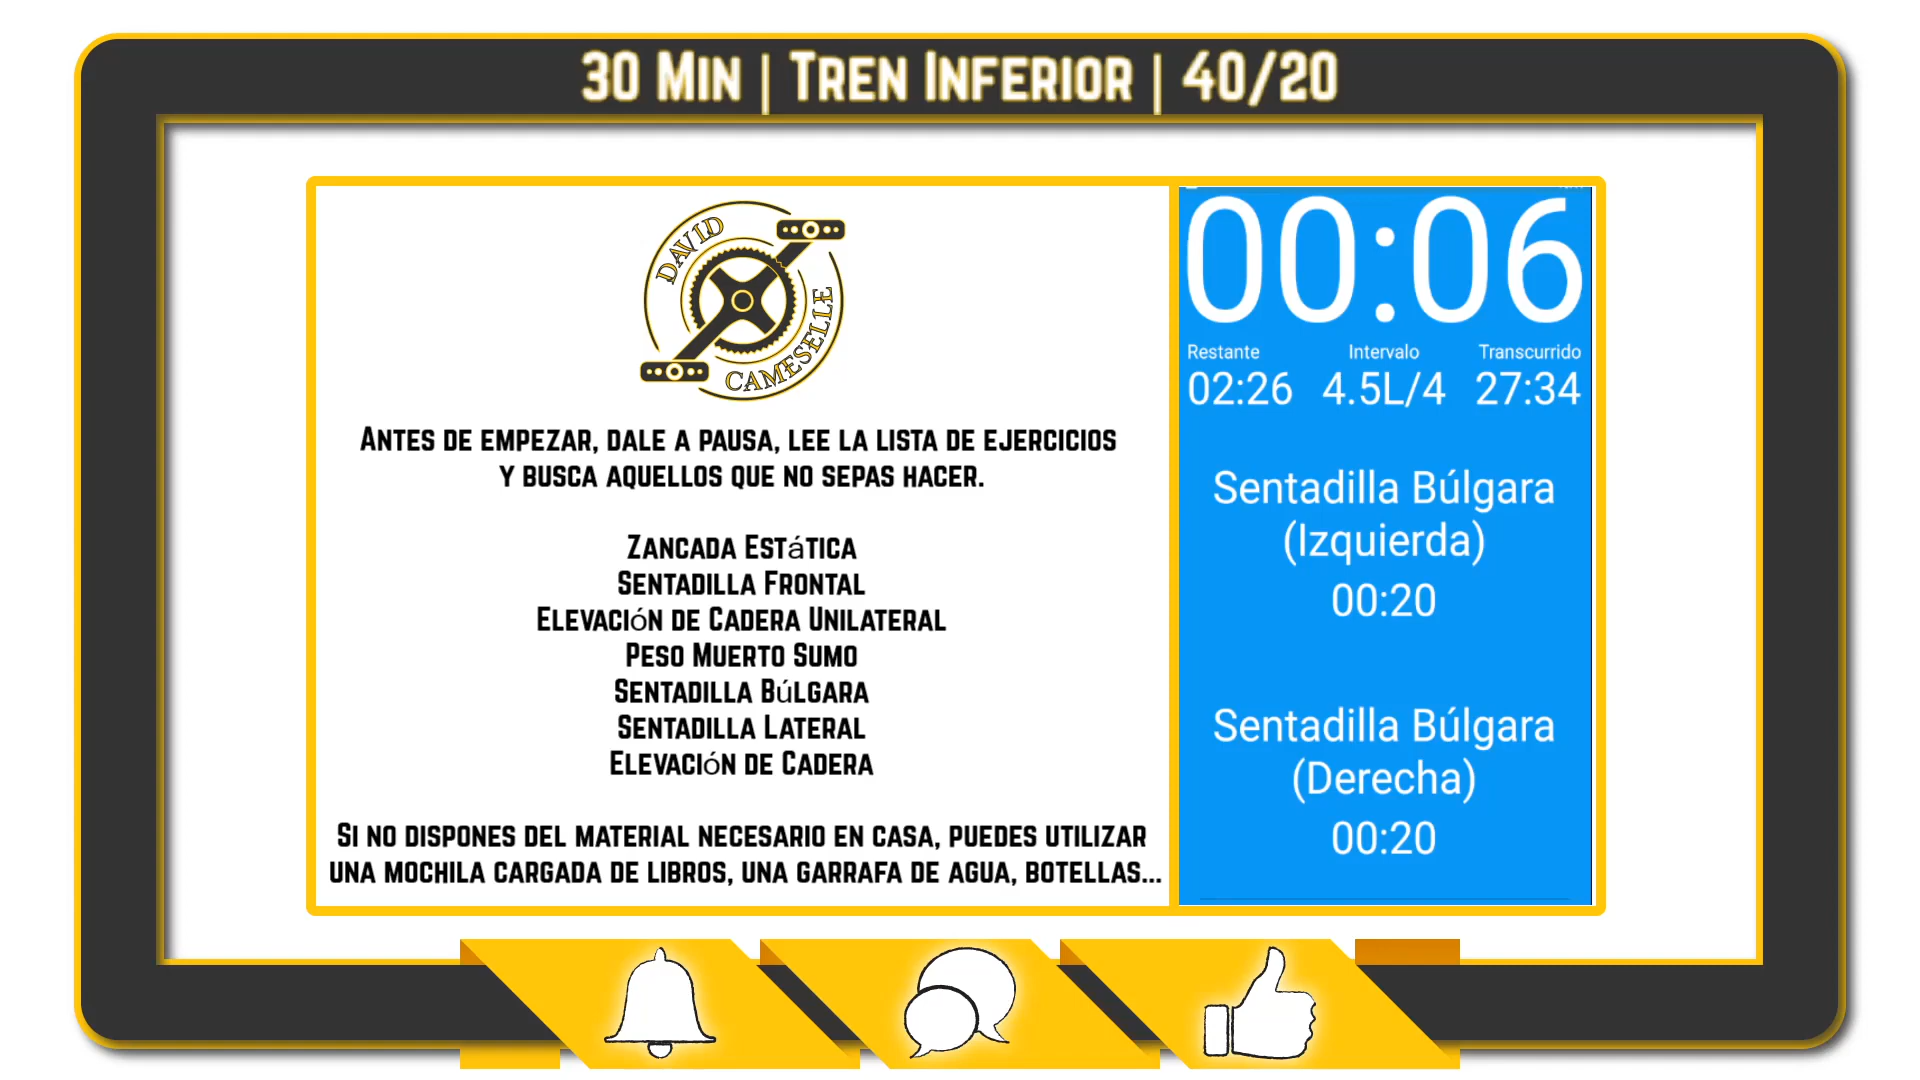 30 Min | Tren Inferior | 40/20
DAVID
CAMESELLE
Antes de empezar, dale a pausa, lee la lista de ejercicios
y busca aquellos que no sepas hacer.
Zancada Estática
Sentadilla Frontal
Elevación de Cadera Unilateral
Peso Muerto Sumo
Sentadilla Búlgara
Sentadilla Lateral
Elevación de Cadera
Si no dispones del material necesario en casa, puedes utilizar
una mochila cargada de libros, una garrafa de agua, botellas...
00:06
Restante Intervalo Transcurrido
02:26 4.5L/4 27:34
Sentadilla Búlgara
(Izquierda)
00:20
Sentadilla Búlgara
(Derecha)
00:20